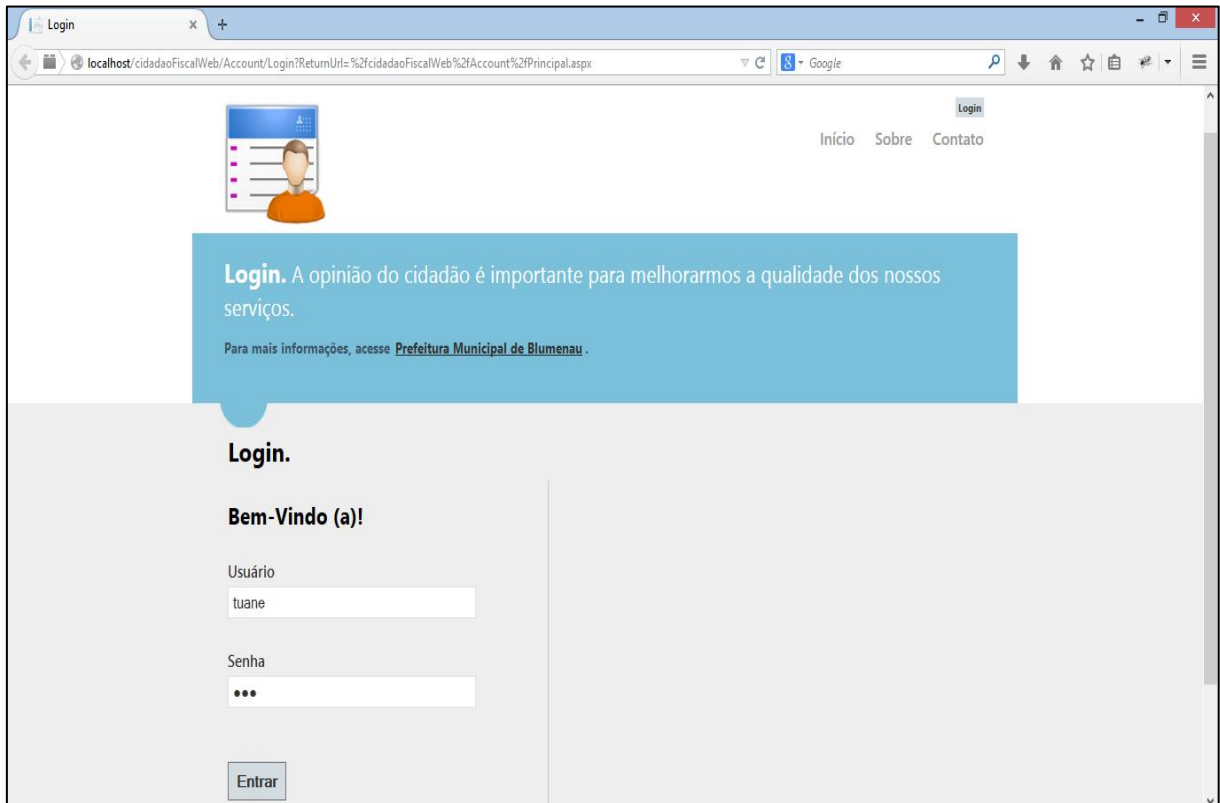 Login
localhost/cidadaoFiscalWeb/Account/Login?ReturnUrl=%2fcidadaoFiscalWeb%2fAccount%2fPrincipal.aspx
Google
Login
Início Sobre Contato
Login. A opinião do cidadão é importante para melhorarmos a qualidade dos nossos
serviços.
Para mais informações, acesse Prefeitura Municipal de Blumenau .
Login.
Bem-Vindo (a)!
Usuário
tuane
Senha
Entrar